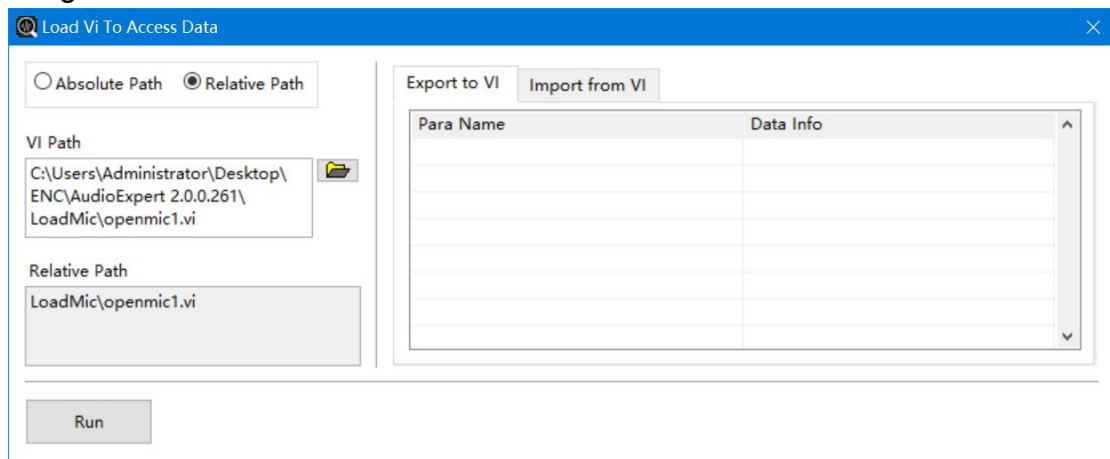 Load Vi To Access Data
Absolute Path Relative Path
VI Path
C:\Users\Administrator\Desktop\
ENC\AudioExpert 2.0.0.261\
LoadMic\openmic1.vi
Relative Path
LoadMic\openmic1.vi
Run
Export to VI Import from VI
Para Name Data Info